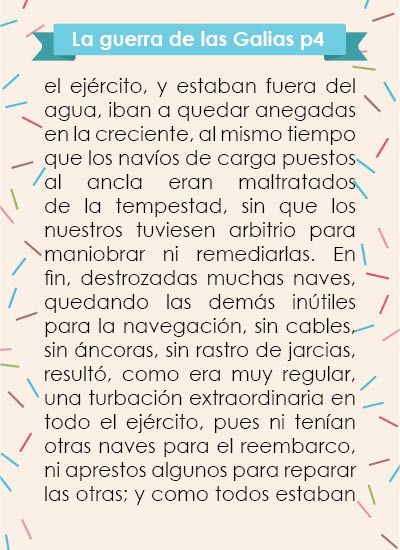 La guerra de las Galias p4
el ejército, y estaban fuera del
agua, iban a quedar anegadas
en la creciente, al mismo tiempo
que los navíos de carga puestos
al ancla eran maltratados
de la tempestad, sin que los
nuestros tuviesen arbitrio para
maniobrar ni remediarlas. En
fin, destrozadas muchas naves,
quedando las demás inútiles
para la navegación, sin cables,
sin áncoras, sin rastro de jarcias,
resultó, como era muy regular,
una turbación extraordinaria en
todo el ejército, pues ni tenían
otras naves para el reembarco,
ni aprestos algunos para reparar
las otras; y como todos estaban